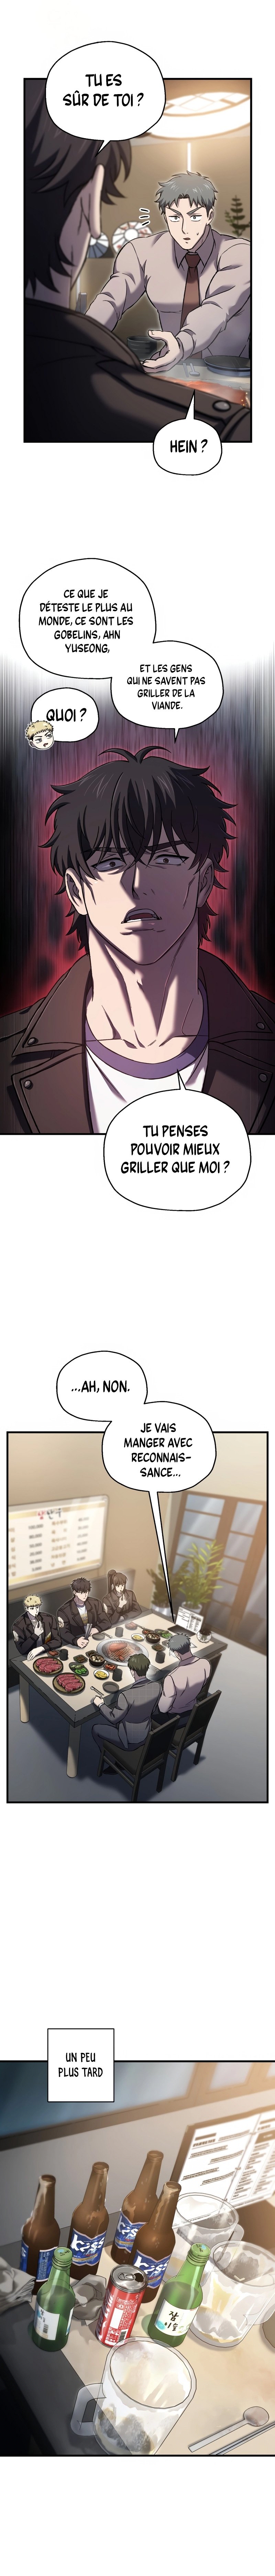 TU ES
SÛR DE TOI ?
HEIN ?
CE QUE JE
DÉTESTE LE PLUS AU
MONDE, CE SONT LES
GOBELINS, AHN
YUSEONG,
ET LES GENS
QUI NE SAVENT PAS
GRILLER DE LA
VIANDE.
QUOI ?
TU PENSES
POUVOIR MIEUX
GRILLER QUE MOI ?
...AH, NON.
JE VAIS
MANGER AVEC
RECONNAIS-
SANCE...
UN PEU
PLUS TARD